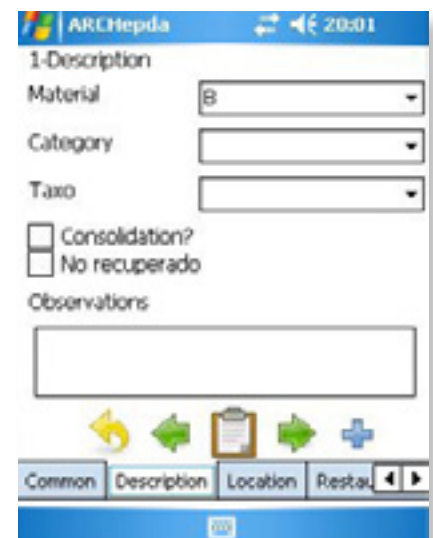 ARCHepda 20:01
1-Description
Material B
Category
Taxo
Consolidation?
No recuperado
Observations
Common Description Location Restau